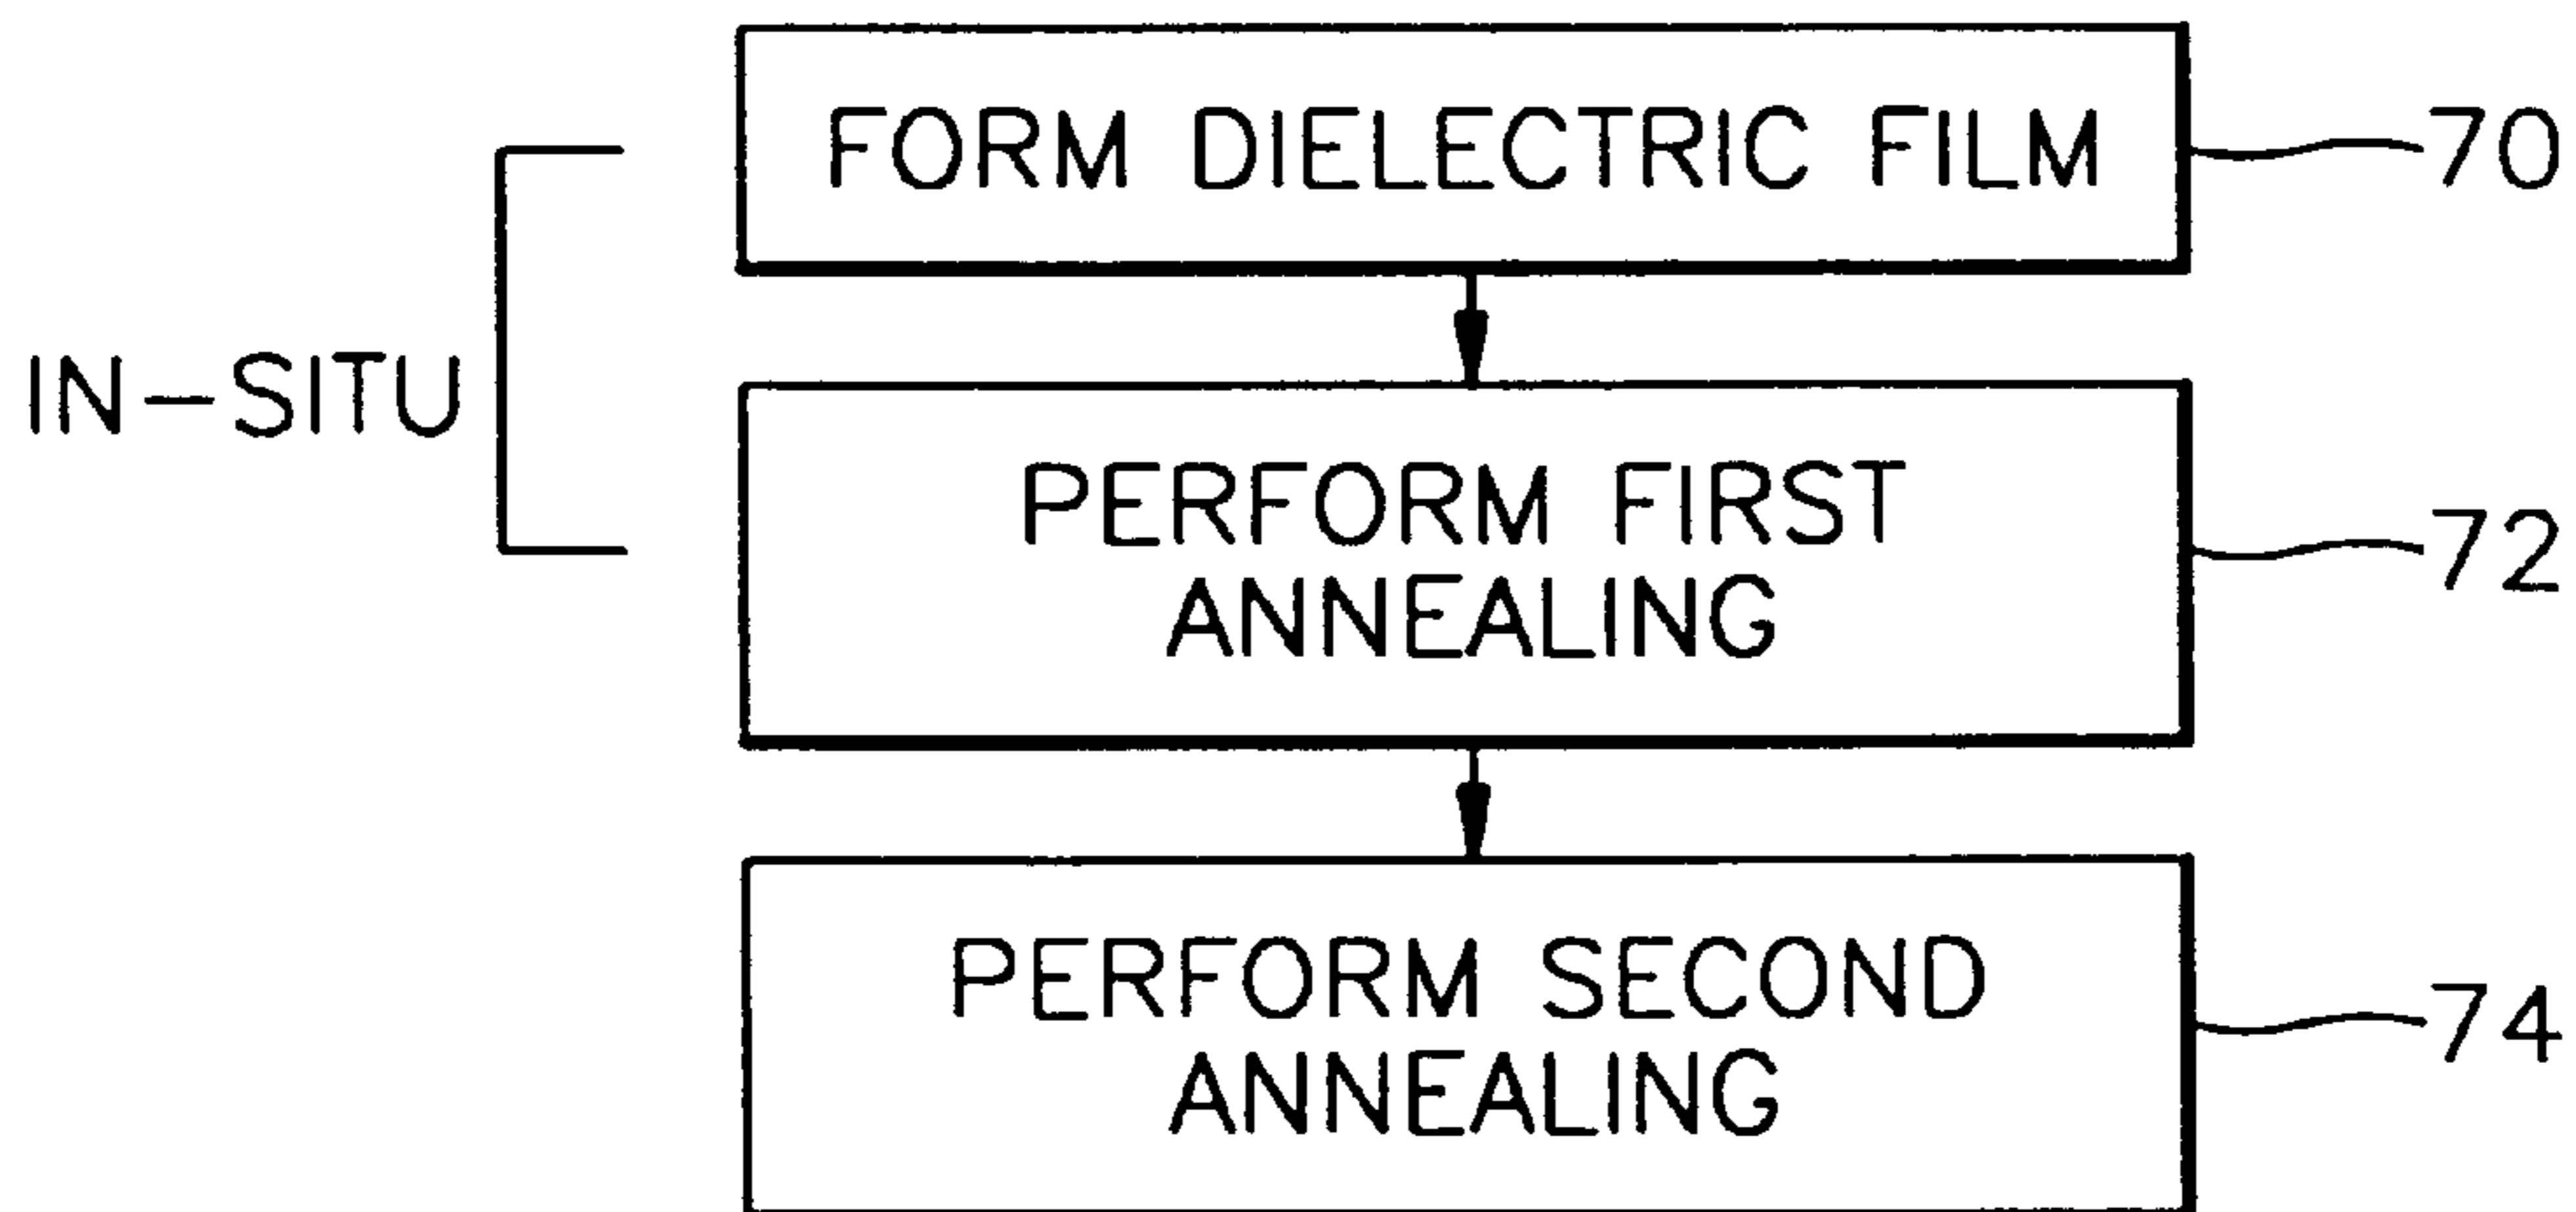 FORM DIELECTRIC FILM
70
IN-SITU
PERFORM FIRST
ANNEALING
72
PERFORM SECOND
ANNEALING
74